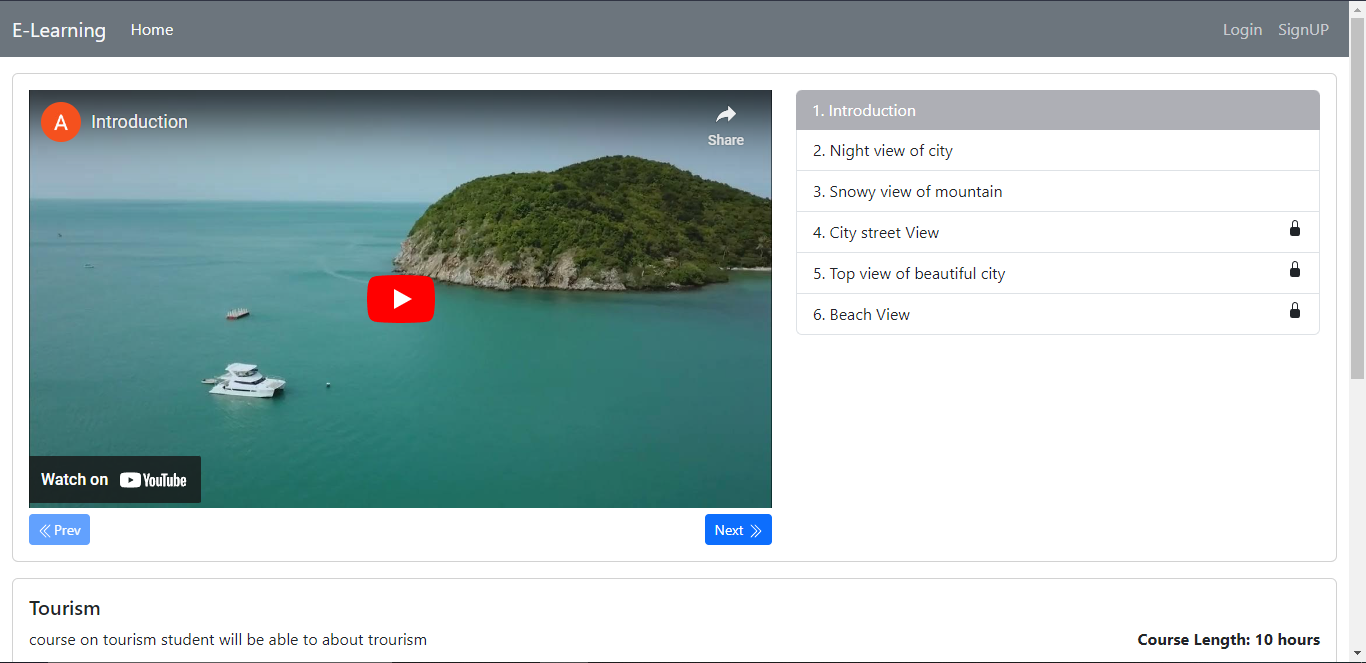 E-Learning Home Login SignUP
A Introduction
Share
Watch on YouTube
Prev Next
1. Introduction
2. Night view of city
3. Snowy view of mountain
4. City street View
5. Top view of beautiful city
6. Beach View
Tourism
course on tourism student will be able to about trourism
Course Length: 10 hours